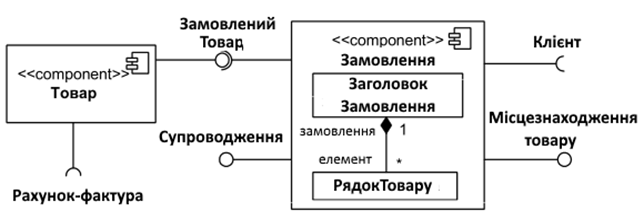 Замовлений
Товар
<<component>>
Товар
Рахунок-фактура
Супроводження
<<component>>
Замовлення
Заголовок
Замовлення
замовлення 1
елемент *
РядокТовару
Клієнт
Місцезнаходження
товару